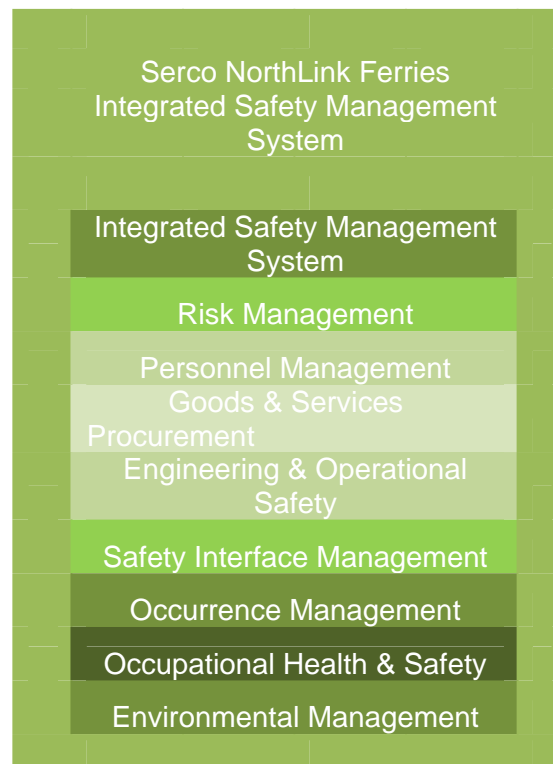 Serco NorthLink Ferries
Integrated Safety Management
System
Integrated Safety Management
System
Risk Management
Personnel Management
Goods & Services
Procurement
Engineering & Operational
Safety
Safety Interface Management
Occurrence Management
Occupational Health & Safety
Environmental Management